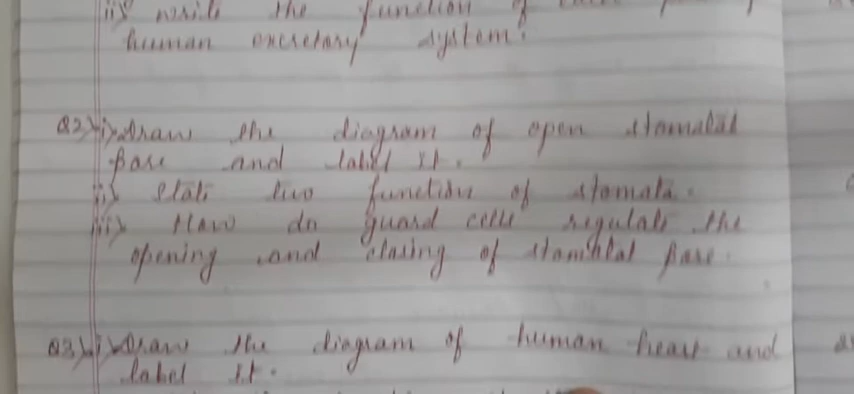 ii) write the function of
human excretory system.
Q2) i) Draw the diagram of open stomatal
pore and label it.
ii) State two function of stomata.
iii) How do guard cells regulate the
opening and closing of stomatal pore.
Q3) i) Draw the diagram of human heart and
label it.